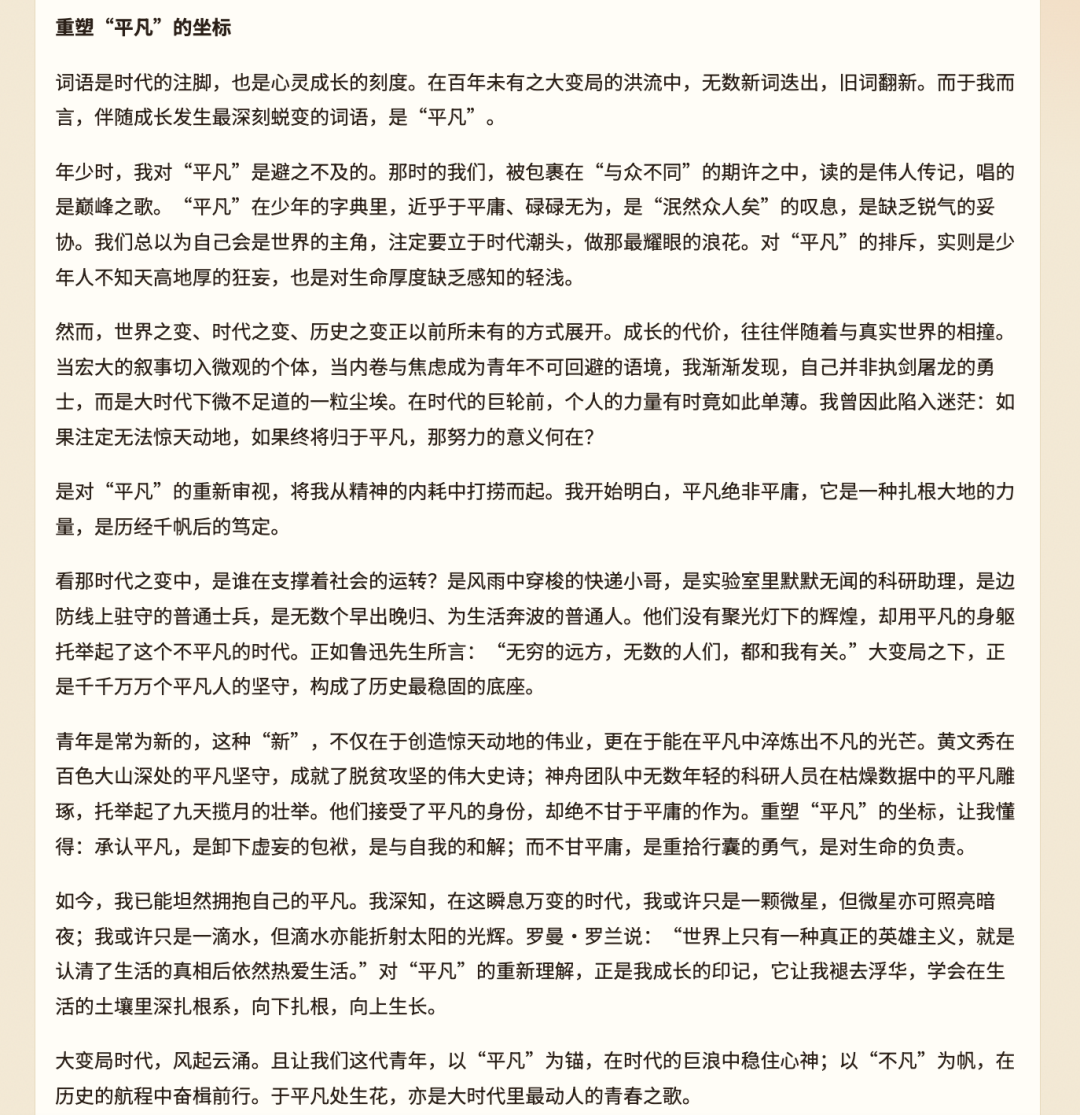 重塑“平凡”的坐标
词语是时代的注脚，也是心灵成长的刻度。在百年未有之大变局的洪流中，无数新词迭出，旧词翻新。而于我而
言，伴随成长发生最深刻蜕变的词语，是“平凡”。
年少时，我对“平凡”是避之不及的。那时的我们，被包裹在“与众不同”的期许之中，读的是伟人传记，唱的
是巅峰之歌。“平凡”在少年的字典里，近乎于平庸、碌碌无为，是“泯然众人矣”的叹息，是缺乏锐气的妥
协。我们总以为自己会是世界的主角，注定要立于时代潮头，做那最耀眼的浪花。对“平凡”的排斥，实则是少
年人不知天高地厚的狂妄，也是对生命厚度缺乏感知的轻浅。
然而，世界之变、时代之变、历史之变正以前所未有的方式展开。成长的代价，往往伴随着与真实世界的相撞。
当宏大的叙事切入微观的个体，当内卷与焦虑成为青年不可回避的语境，我渐渐发现，自己并非执剑屠龙的勇
士，而是大时代下微不足道的一粒尘埃。在时代的巨轮前，个人的力量有时竟如此单薄。我曾因此陷入迷茫：如
果注定无法惊天动地，如果终将归于平凡，那努力的意义何在？
是对“平凡”的重新审视，将我从精神的内耗中打捞而起。我开始明白，平凡绝非平庸，它是一种扎根大地的力
量，是历经千帆后的笃定。
看那时代之变中，是谁在支撑着社会的运转？是风雨中穿梭的快递小哥，是实验室里默默无闻的科研助理，是边
防线上驻守的普通士兵，是无数个早出晚归、为生活奔波的普通人。他们没有聚光灯下的辉煌，却用平凡的身躯
托举起了这个不平凡的时代。正如鲁迅先生所言：“无穷的远方，无数的人们，都和我有关。”大变局之下，正
是千千万万个平凡人的坚守，构成了历史最稳固的底座。
青年是常为新的，这种“新”，不仅在于创造惊天动地的伟业，更在于能在平凡中淬炼出不凡的光芒。黄文秀在
百色大山深处的平凡坚守，成就了脱贫攻坚的伟大史诗；神舟团队中无数年轻的科研人员在枯燥数据中的平凡雕
琢，托举起了九天揽月的壮举。他们接受了平凡的身份，却绝不甘于平庸的作为。重塑“平凡”的坐标，让我懂
得：承认平凡，是卸下虚妄的包袱，是与自我的和解；而不甘平庸，是重拾行囊的勇气，是对生命的负责。
如今，我已能坦然拥抱自己的平凡。我深知，在这瞬息万变的时代，我或许只是一颗微星，但微星亦可照亮暗
夜；我或许只是一滴水，但滴水亦能折射太阳的光辉。罗曼·罗兰说：“世界上只有一种真正的英雄主义，就是
认清了生活的真相后依然热爱生活。”对“平凡”的重新理解，正是我成长的印记，它让我褪去浮华，学会在生
活的土壤里深扎根系，向下扎根，向上生长。
大变局时代，风起云涌。且让我们这代青年，以“平凡”为锚，在时代的巨浪中稳住心神；以“不凡”为帆，在
历史的航程中奋楫前行。于平凡处生花，亦是大时代里最动人的青春之歌。